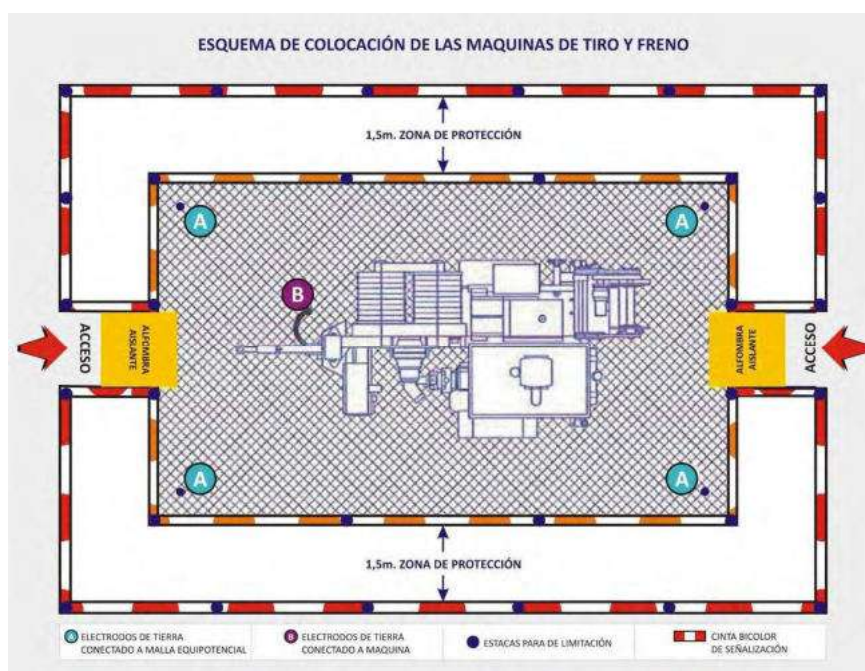 ESQUEMA DE COLOCACIÓN DE LAS MAQUINAS DE TIRO Y FRENO
1,5m. ZONA DE PROTECCIÓN
A
A
B
ACCESO
ALFOMBRA
AISLANTE
ALFOMBRA
AISLANTE
ACCESO
A
A
1,5m. ZONA DE PROTECCIÓN
A ELECTRODOS DE TIERRA
CONECTADO A MALLA EQUIPOTENCIAL
B ELECTRODOS DE TIERRA
CONECTADO A MAQUINA
ESTACAS PARA DE LIMITACIÓN
CINTA BICOLOR
DE SEÑALIZACIÓN